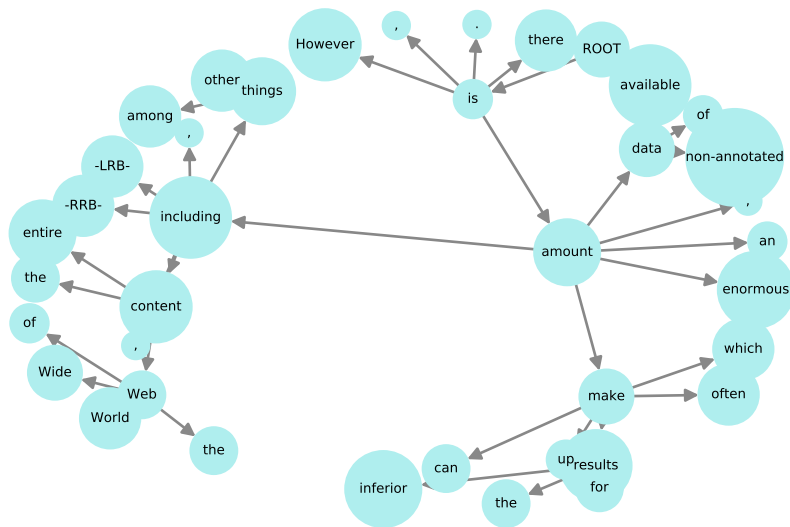 However
,
.
there
ROOT
is
available
other
things
among
,
of
data
non-annotated
,
-LRB-
-RRB-
including
entire
an
amount
the
content
enormous
of
,
which
Wide
Web
make
often
World
the
up
results
can
inferior
for
the